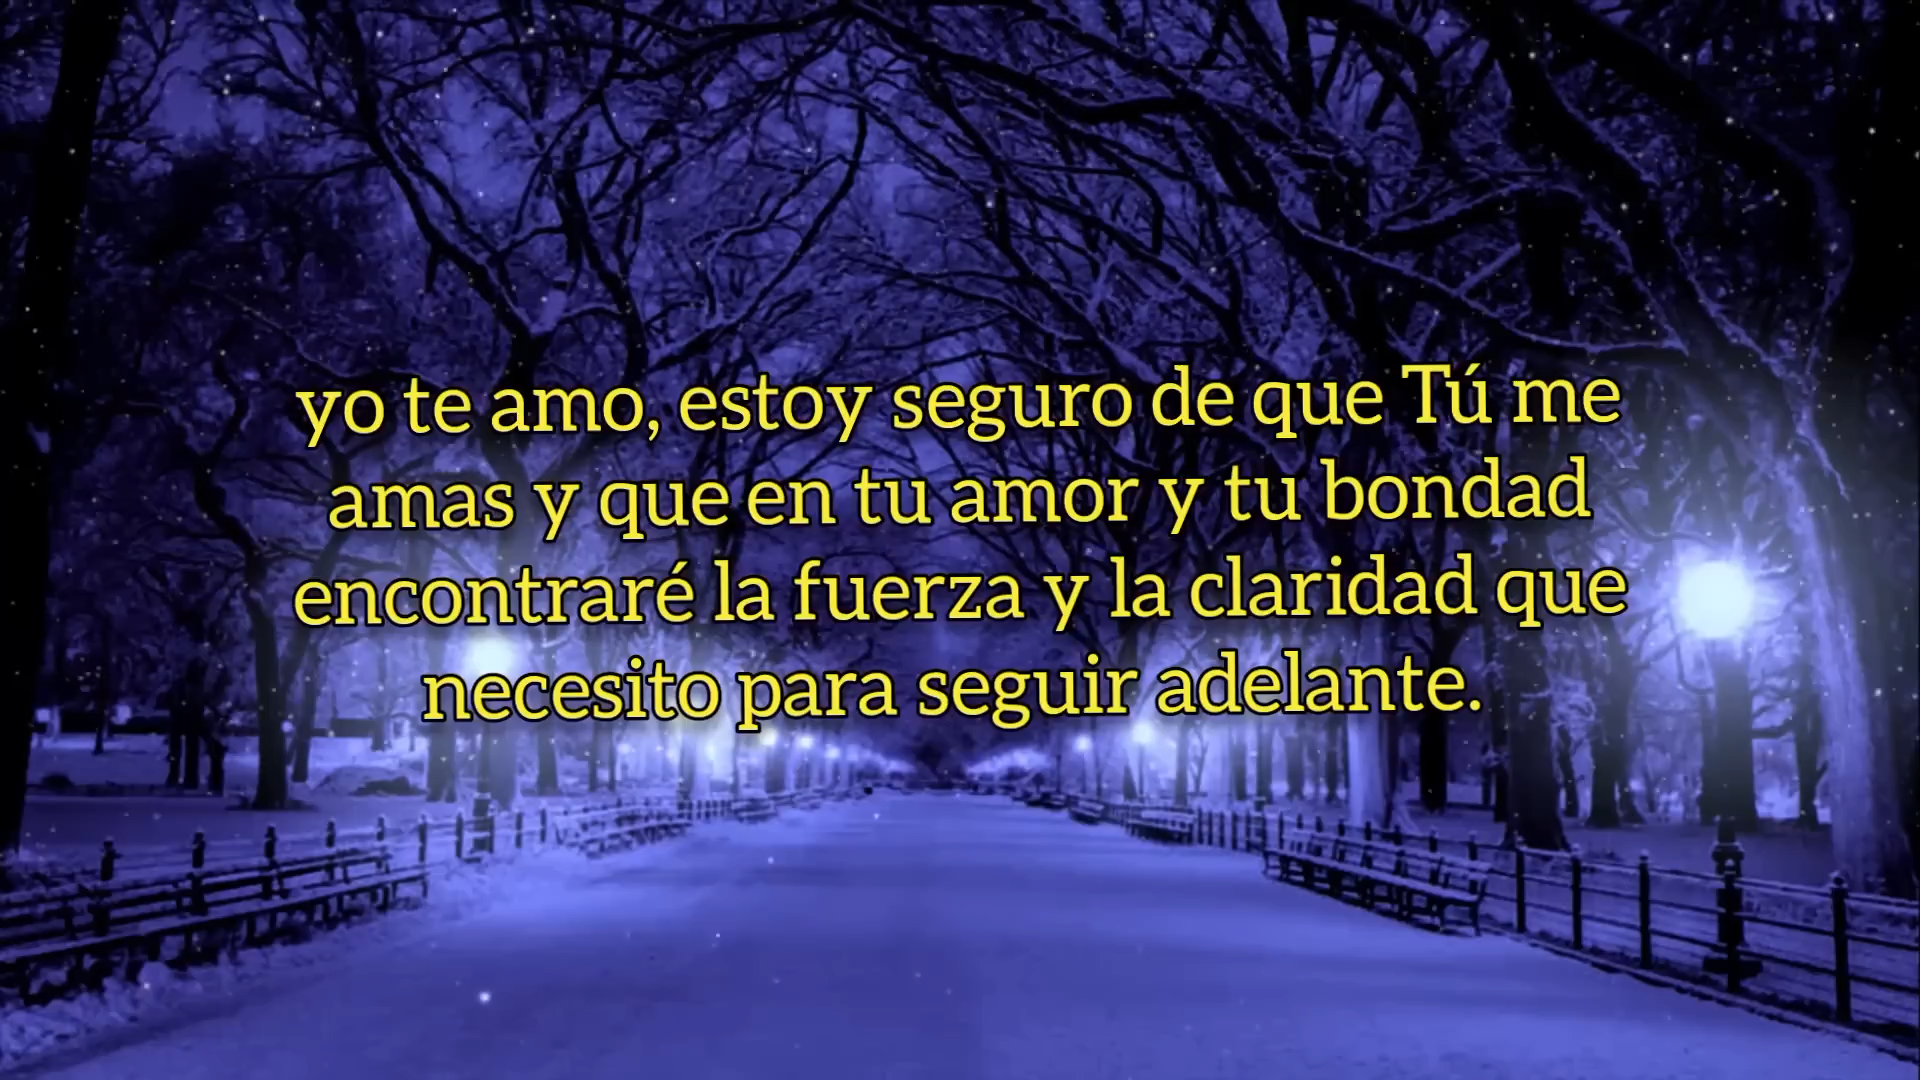 yo te amo, estoy seguro de que Tú me
amas y que en tu amor y tu bondad
encontraré la fuerza y la claridad que
necesito para seguir adelante.